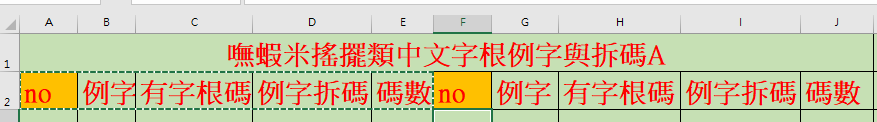 A B C D E F G H I J
1 嘸蝦米搖擺類中文字根例字與拆碼A
2 no 例字 有字根碼 例字拆碼 碼數 no 例字 有字根碼 例字拆碼 碼數